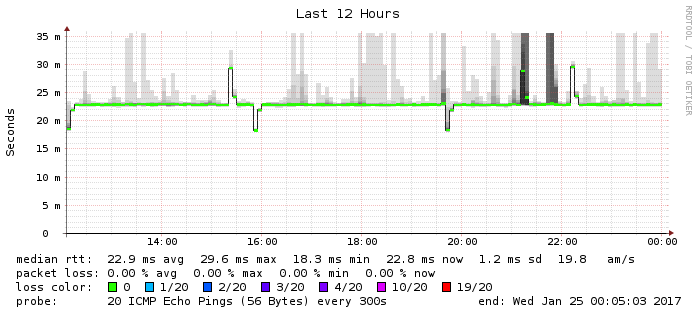 Last 12 Hours
RRDTOOL / TOBI OETIKER
Seconds
35 m
30 m
25 m
20 m
15 m
10 m
5 m
0
14:00 16:00 18:00 20:00 22:00 00:00
median rtt: 22.9 ms avg 29.6 ms max 18.3 ms min 22.8 ms now 1.2 ms sd 19.8 am/s
packet loss: 0.00 % avg 0.00 % max 0.00 % min 0.00 % now
loss color: 0 1/20 2/20 3/20 4/20 10/20 19/20
probe: 20 ICMP Echo Pings (56 Bytes) every 300s end: Wed Jan 25 00:05:03 2017